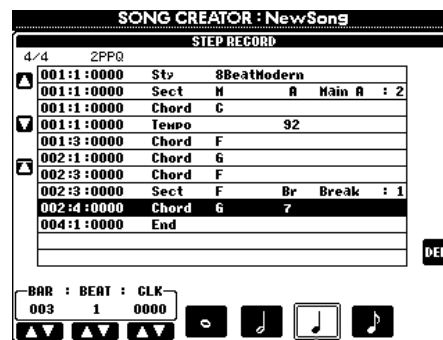 SONG CREATOR : NewSong
STEP RECORD
4/4 2PPQ
001:1:0000 Sty 8BeatModern
001:1:0000 Sect M A Main A : 2
001:1:0000 Chord C
001:1:0000 Tempo 92
001:3:0000 Chord F
002:1:0000 Chord G
002:3:0000 Chord F
002:3:0000 Sect F Br Break : 1
002:4:0000 Chord G 7
004:1:0000 End
DEL
BAR : BEAT : CLK
003 1 0000